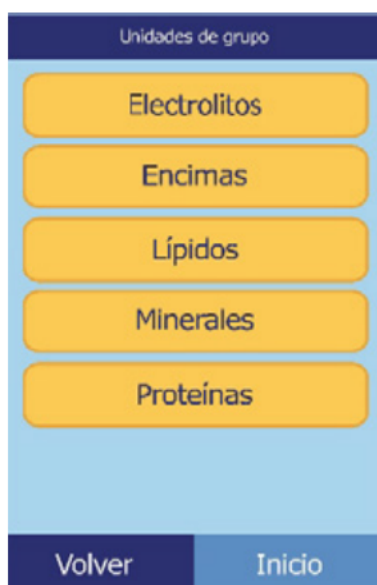 Unidades de grupo
Electrolitos
Encimas
Lípidos
Minerales
Proteínas
Volver
Inicio